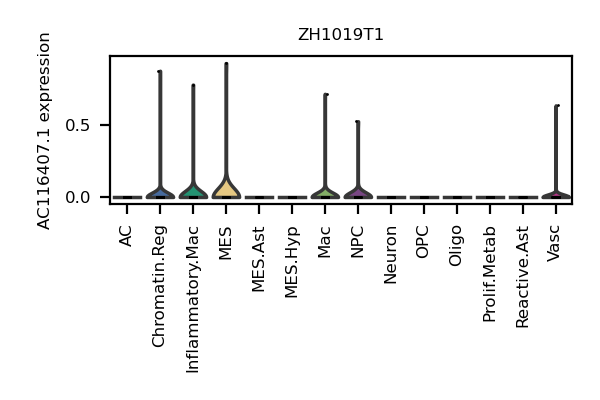 ZH1019T1
AC116407.1 expression
0.5
0.0
AC
Chromatin.Reg
Inflammatory.Mac
MES
MES.Ast
MES.Hyp
Mac
NPC
Neuron
OPC
Oligo
Prolif.Metab
Reactive.Ast
Vasc